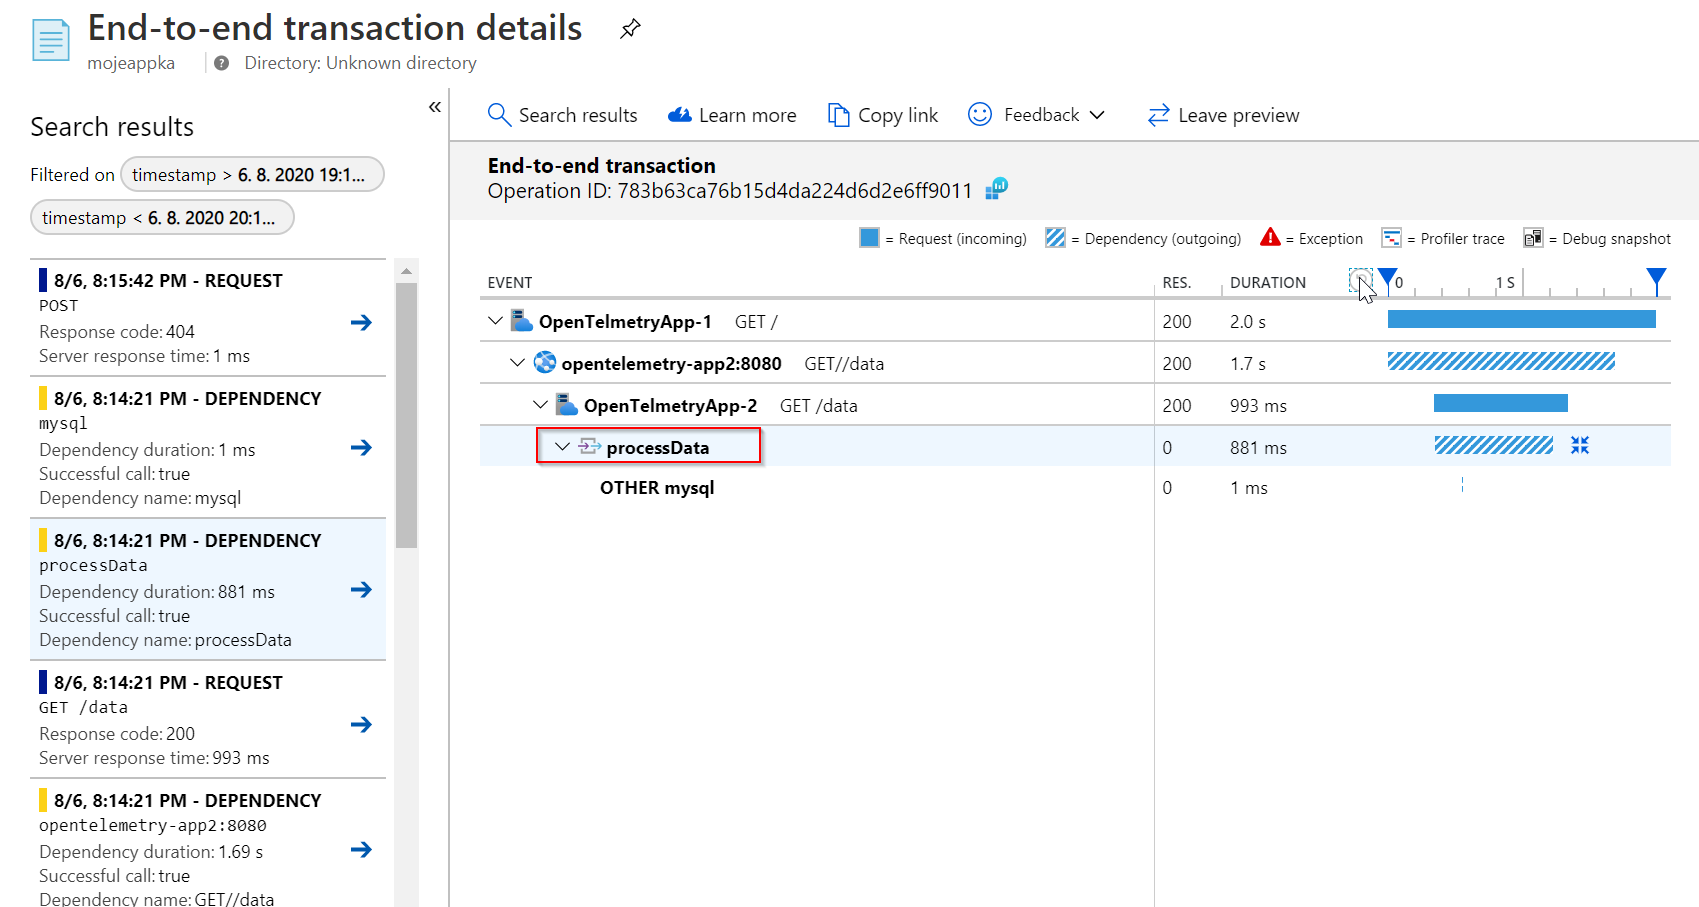 End-to-end transaction details
mojeappka
Directory: Unknown directory
Search results
Filtered on timestamp > 6. 8. 2020 19:1...
timestamp < 6. 8. 2020 20:1...
8/6, 8:15:42 PM - REQUEST
POST
Response code: 404
Server response time: 1 ms
8/6, 8:14:21 PM - DEPENDENCY
mysql
Dependency duration: 1 ms
Successful call: true
Dependency name: mysql
8/6, 8:14:21 PM - DEPENDENCY
processData
Dependency duration: 881 ms
Successful call: true
Dependency name: processData
8/6, 8:14:21 PM - REQUEST
GET /data
Response code: 200
Server response time: 993 ms
8/6, 8:14:21 PM - DEPENDENCY
opentelemetry-app2:8080
Dependency duration: 1.69 s
Successful call: true
Dependency name: GET//data
Search results Learn more Copy link Feedback Leave preview
End-to-end transaction
Operation ID: 783b63ca76b15d4da224d6d2e6ff9011
= Request (incoming) = Dependency (outgoing) = Exception = Profiler trace = Debug snapshot
EVENT RES. DURATION 0 1 S
OpenTelmetryApp-1 GET / 200 2.0 s
opentelemetry-app2:8080 GET//data 200 1.7 s
OpenTelmetryApp-2 GET /data 200 993 ms
processData 0 881 ms
OTHER mysql 0 1 ms